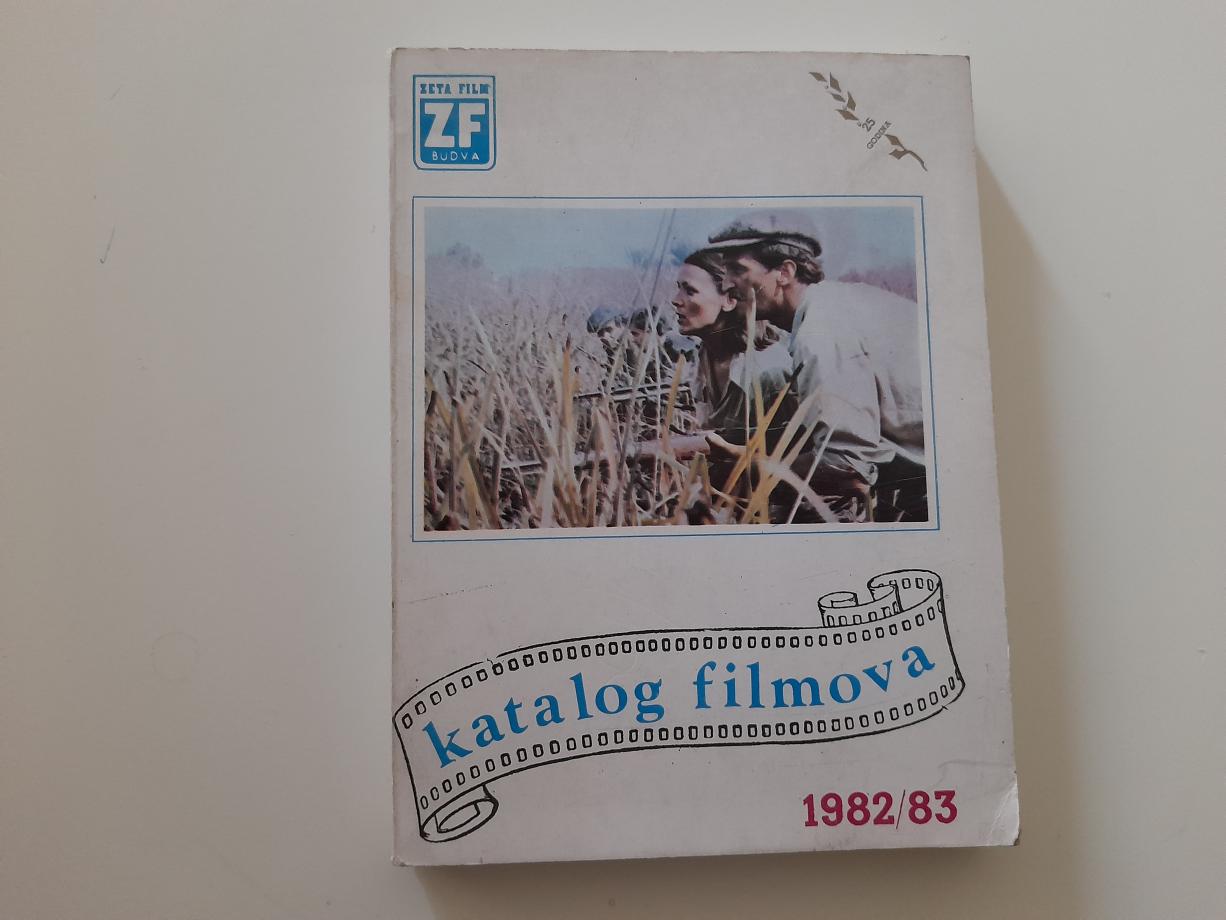 ZETA FILM
ZF
BUDVA
25
GODINA
katalog filmova
1982/83